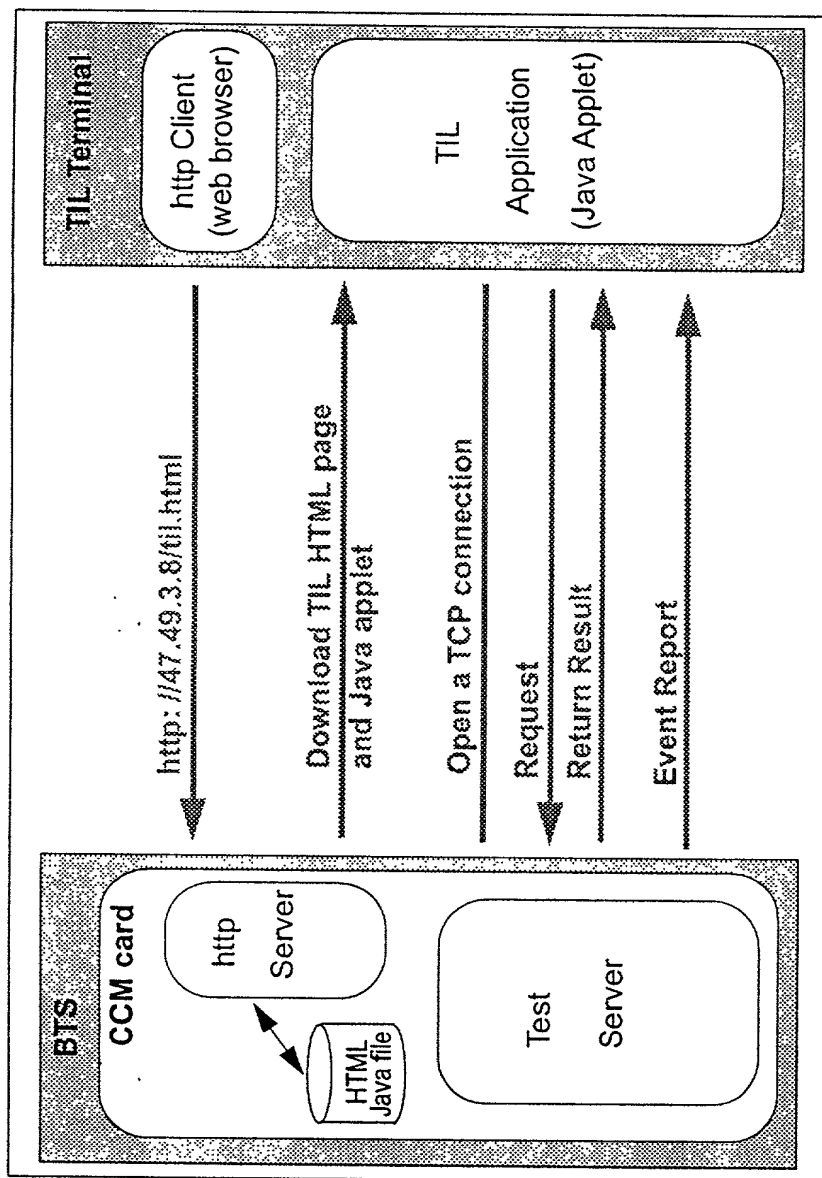 BTS
CCM card
http
Server
HTML
Java file
Test
Server
http: //47.49.3.8/til.html
Download TIL HTML page
and Java applet
Open a TCP connection
Request
Return Result
Event Report
TIL Terminal
http Client
(web browser)
TIL
Application
(Java Applet)